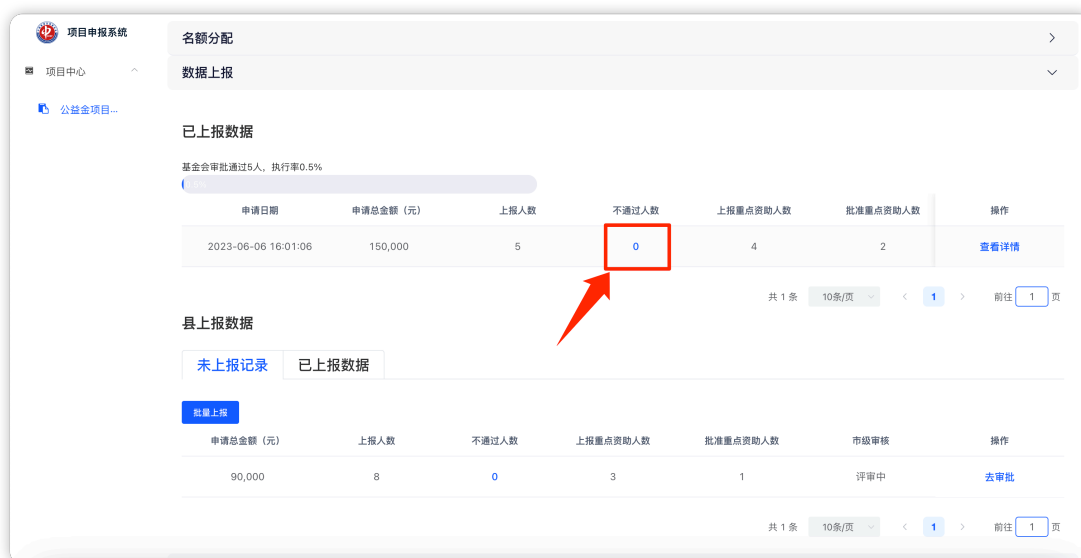 项目申报系统
名额分配
项目中心
数据上报
公益金项目...
已上报数据
基金会审批通过5人，执行率0.5%
申请日期 申请总金额（元） 上报人数 不通过人数 上报重点资助人数 批准重点资助人数 操作
2023-06-06 16:01:06 150,000 5 0 4 2 查看详情
共 1 条 10条/页 1 前往 1 页
县上报数据
未上报记录 已上报数据
批量上报
申请总金额（元） 上报人数 不通过人数 上报重点资助人数 批准重点资助人数 市级审核 操作
90,000 8 0 3 1 评审中 去审批
共 1 条 10条/页 1 前往 1 页